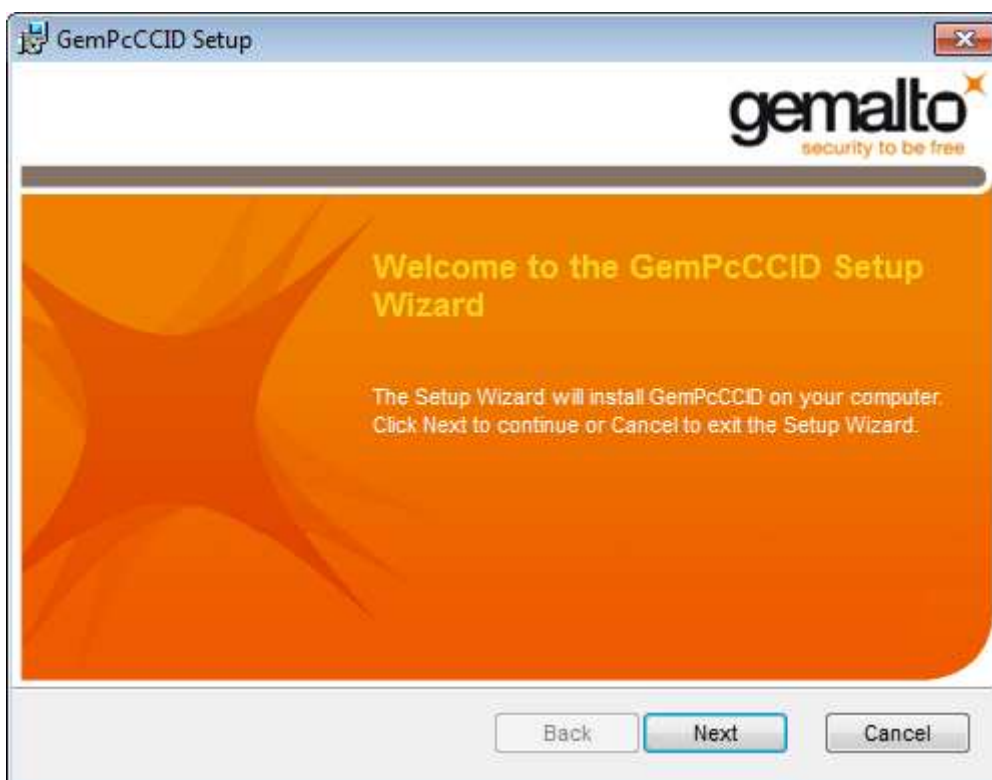 GemPcCCID Setup
gemalto
security to be free
Welcome to the GemPcCCID Setup
Wizard
The Setup Wizard will install GemPcCCID on your computer.
Click Next to continue or Cancel to exit the Setup Wizard.
Back
Next
Cancel